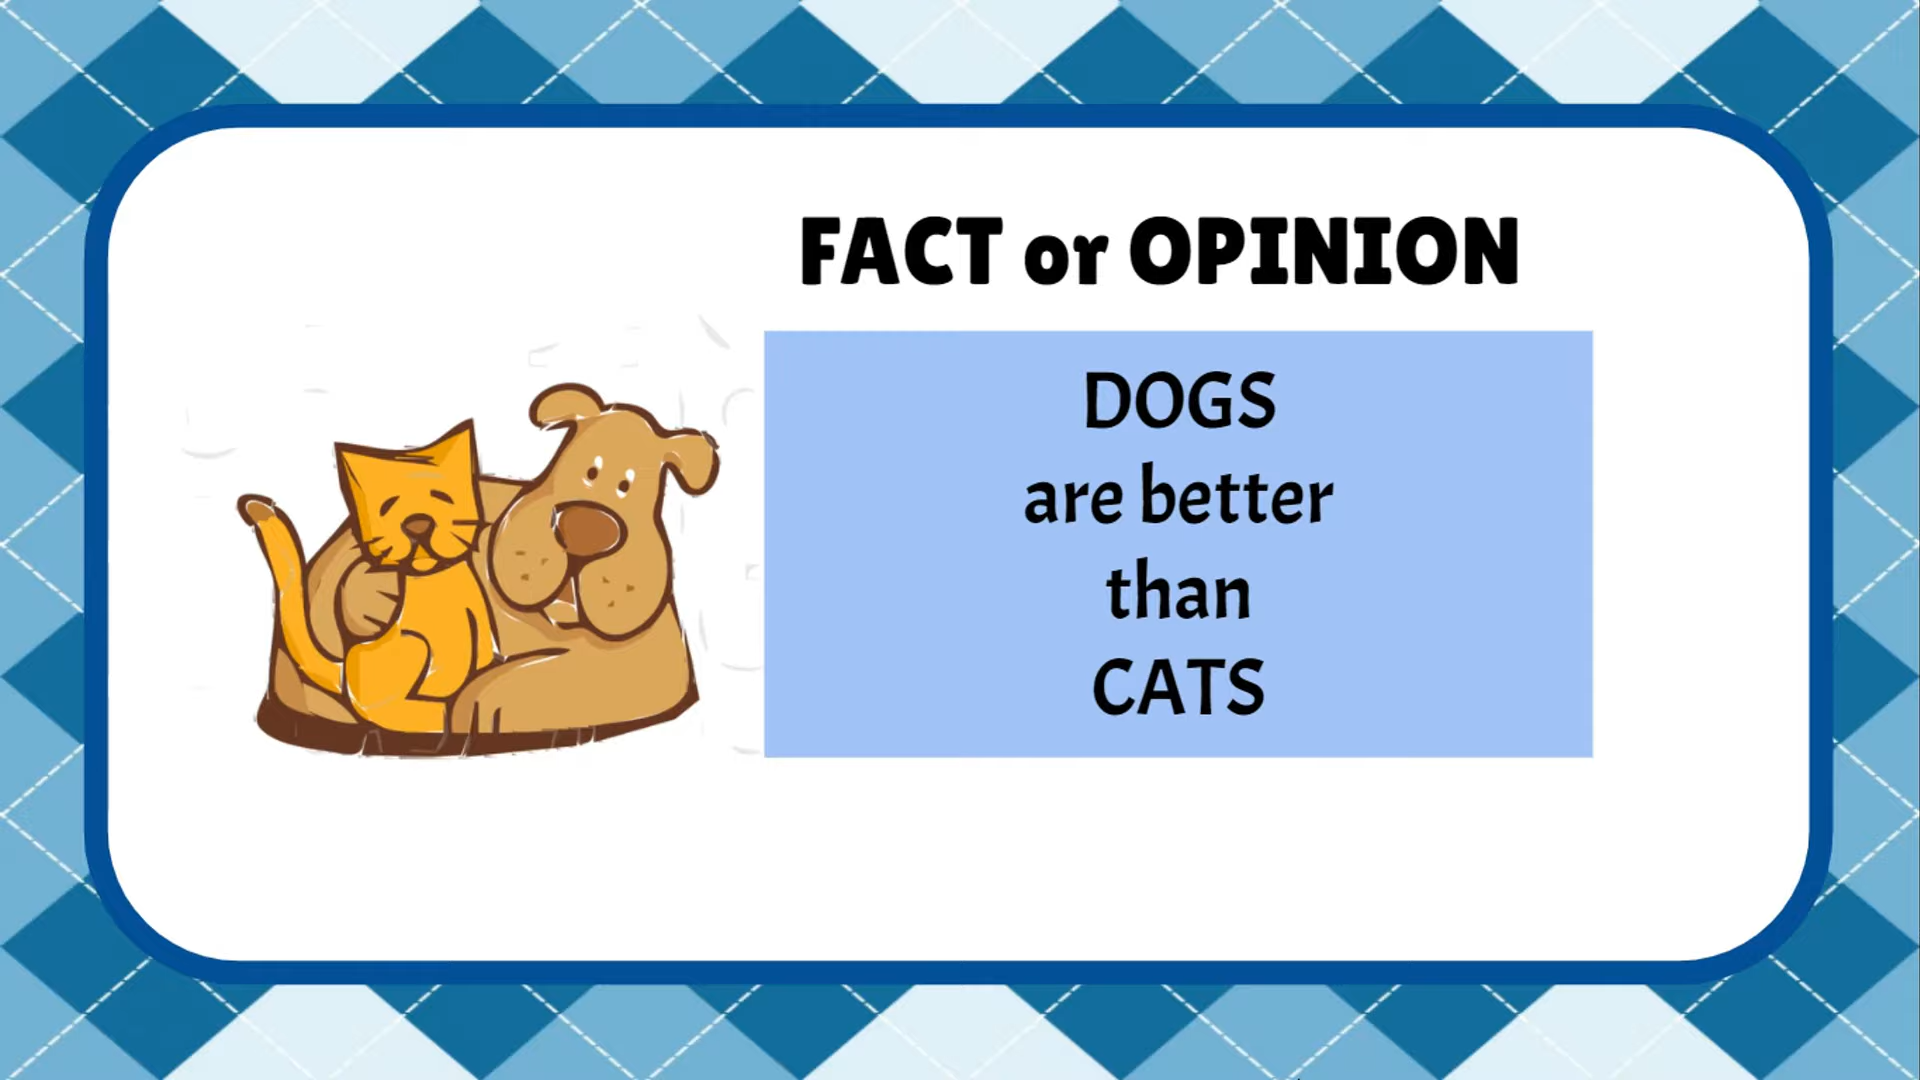 FACT or OPINION
DOGS
are better
than
CATS